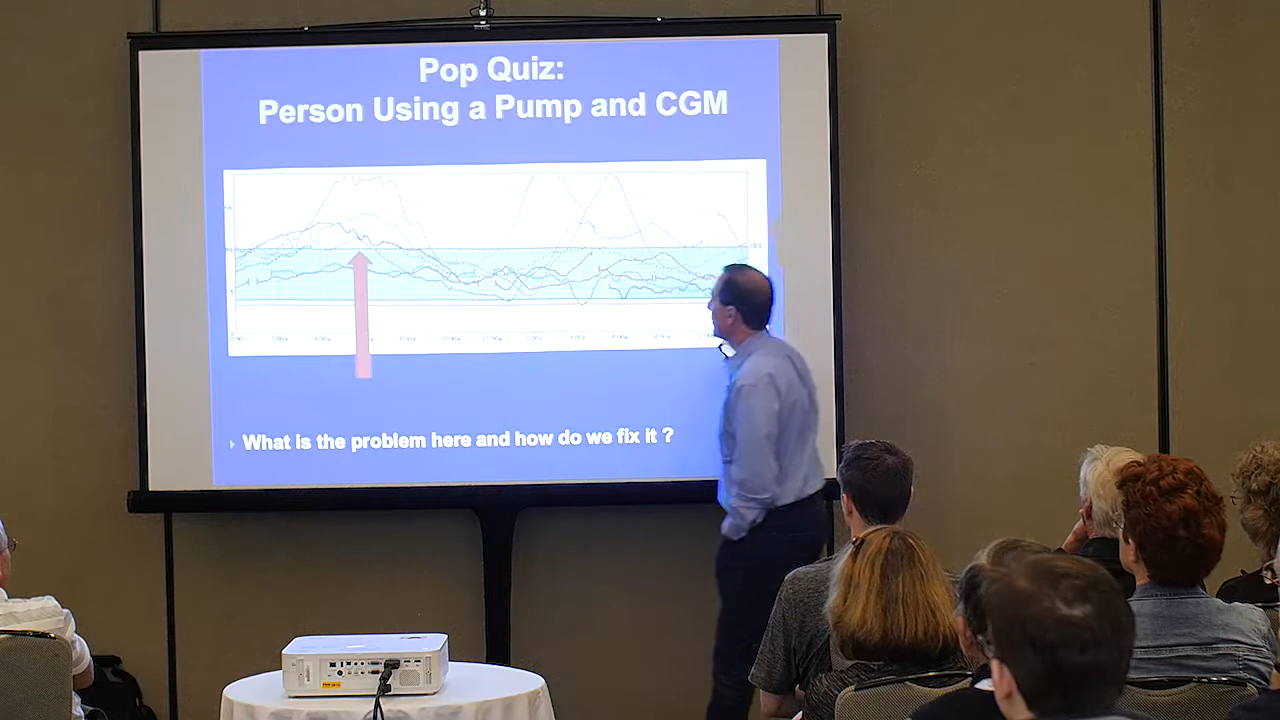 Pop Quiz:
Person Using a Pump and CGM
What is the problem here and how do we fix it ?